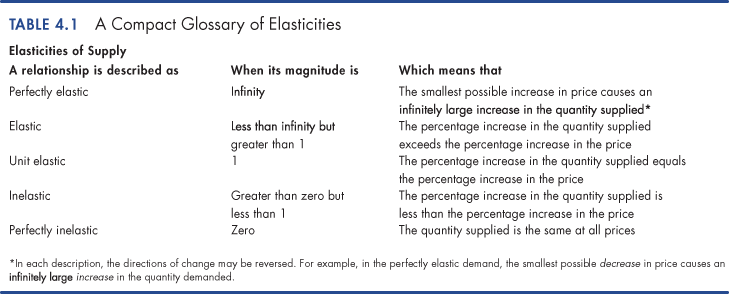 TABLE 4.1 A Compact Glossary of Elasticities
Elasticities of Supply
A relationship is described as When its magnitude is Which means that
Perfectly elastic Infinity The smallest possible increase in price causes an
infinitely large increase in the quantity supplied*
Elastic Less than infinity but The percentage increase in the quantity supplied
greater than 1 exceeds the percentage increase in the price
Unit elastic 1 The percentage increase in the quantity supplied equals
the percentage increase in the price
Inelastic Greater than zero but The percentage increase in the quantity supplied is
less than 1 less than the percentage increase in the price
Perfectly inelastic Zero The quantity supplied is the same at all prices
*In each description, the directions of change may be reversed. For example, in the perfectly elastic demand, the smallest possible decrease in price causes an
infinitely large increase in the quantity demanded.